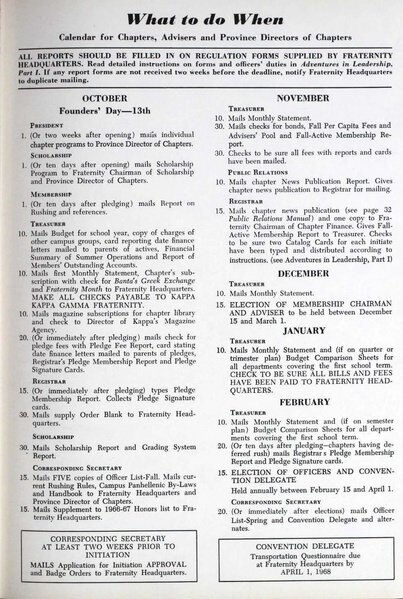 What to do When
Calendar for Chapters, Advisers and Province Directors of Chapters
ALL REPORTS SHOULD BE FILLED IN ON REGULATION FORMS SUPPLIED BY FRATERNITY
HEADQUARTERS. Read detailed instructions on forms and officers' duties in Adventures in Leadership,
Part I. If any report forms are not received two weeks before the deadline, notify Fraternity Headquarters
to duplicate mailing.
OCTOBER
Founders' Day—13th
PRESIDENT
1. (Or two weeks after opening) mails individual
chapter programs to Province Director of Chapters.
SCHOLARSHIP
1. (Or ten days after opening) mails Scholarship
Program to Fraternity Chairman of Scholarship
and Province Director of Chapters.
MEMBERSHIP
1. (Or ten days after pledging) mails Report on
Rushing and references.
TREASURER
10. Mails Budget for school year, copy of charges of
other campus groups, card reporting date finance
letters mailed to parents of actives, Financial
Summary of Summer Operations and Report of
Members' Outstanding Accounts.
10. Mails first Monthly Statement, Chapter's sub-
scription with check for Banta's Greek Exchange
and Fraternity Month to Fraternity Headquarters.
MAKE ALL CHECKS PAYABLE TO KAPPA
KAPPA GAMMA FRATERNITY.
10. Mails magazine subscriptions for chapter library
and check to Director of Kappa's Magazine
Agency.
20. (Or immediately after pledging) mails check for
pledge fees with Pledge Fee Report, card stating
date finance letters mailed to parents of pledges,
Registrar's Pledge Membership Report and Pledge
Signature Cards.
REGISTRAR
15. (Or immediately after pledging) types Pledge
Membership Report. Collects Pledge Signature
cards.
30. Mails supply Order Blank to Fraternity Head-
quarters.
SCHOLARSHIP
30. Mails Scholarship Report and Grading System
Report.
CORRESPONDING SECRETARY
15. Mails FIVE copies of Officer List-Fall. Mails cur-
rent Rushing Rules, Campus Panhellenic By-Laws
and Handbook to Fraternity Headquarters and
Province Director of Chapters.
15. Mails Supplement to 1966-67 Honors list to Fra-
ternity Headquarters.
CORRESPONDING SECRETARY
AT LEAST TWO WEEKS PRIOR TO
INITIATION
MAILS Application for Initiation APPROVAL
and Badge Orders to Fraternity Headquarters.
NOVEMBER
TREASURER
10. Mails Monthly Statement.
30. Mails checks for bonds, Fall Per Capita Fees and
Advisers' Pool and Fall-Active Membership Re-
port.
30. Checks to be sure all fees with reports and cards
have been mailed.
PUBLIC RELATIONS
10. Mails chapter News Publication Report. Gives
chapter news publication to Registrar for mailing.
REGISTRAR
15. Mails chapter news publication (see page 32
Public Relations Manual) and one copy to Fra-
ternity Chairman of Chapter Finance. Gives Fall-
Active Membership Report to Treasurer. Checks
to be sure two Catalog Cards for each Initiate
have been typed and distributed according to
instructions. (see Adventures in Leadership, Part I)
DECEMBER
TREASURER
10. Mails Monthly Statement.
15. ELECTION OF MEMBERSHIP CHAIRMAN
AND ADVISER to be held between December
15 and March 1.
JANUARY
TREASURER
10. Mails Monthly Statement and (if on quarter or
trimester plan) Budget Comparison Sheets for
all departments covering the first school term.
CHECK TO BE SURE ALL BILLS AND FEES
HAVE BEEN PAID TO FRATERNITY HEAD-
QUARTERS.
FEBRUARY
TREASURER
10. Mails Monthly Statement and (if on semester
plan) Budget Comparison Sheets for all depart-
ments covering the first school term.
20. (Or ten days after pledging—chapters having de-
ferred rush) mails Registrar s Pledge Membership
Report and Pledge Signature cards.
15. ELECTION OF OFFICERS AND CONVEN-
TION DELEGATE
Held annually between February 15 and April 1.
CORRESPONDING SECRETARY
20. (Or immediately after elections) mails Officer
List-Spring and Convention Delegate and alter-
nates.
CONVENTION DELEGATE
Transportation Questionnaire due
at Fraternity Headquarters by
APRIL 1, 1968